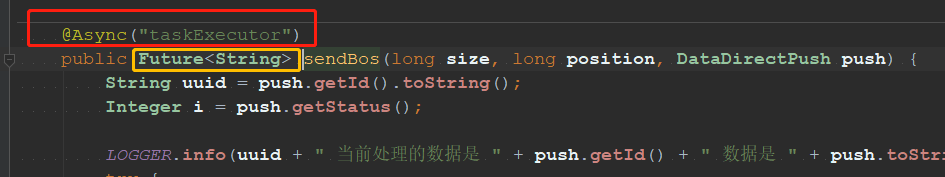 @Async("taskExecutor")
public Future<String> sendBos(long size, long position, DataDirectPush push) {
String uuid = push.getId().toString();
Integer i = push.getStatus();
LOGGER.info(uuid + " 当前处理的数据是 " + push.getId() + " 数据是 " + push.toStri
try {